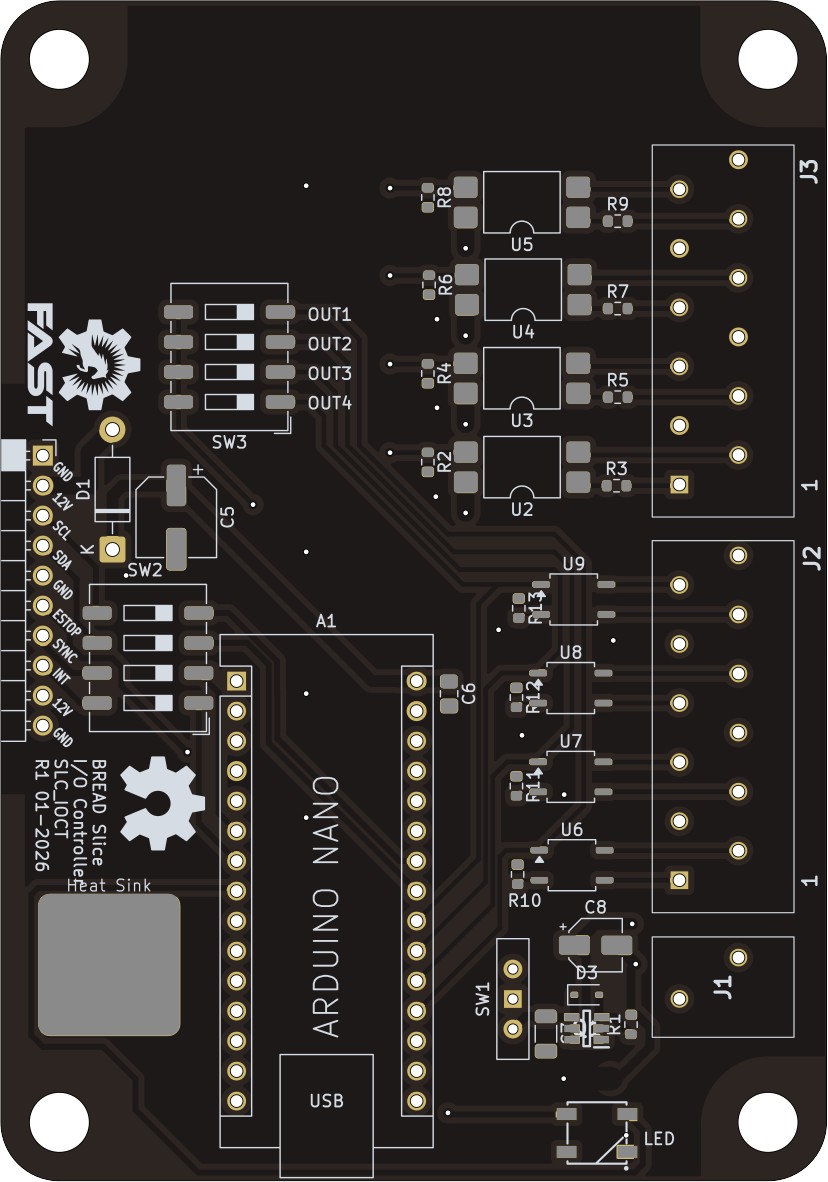 J3
R8
R9
U5
R6
R7
U4
OUT1
OUT2
OUT3
OUT4
SW3
FAST
R4
R5
U3
R2
R3
U2
1
D1
K
+
C5
GND
12V
SCL
SDA
GND
ESTOP
SYNC
INT
12V
GND
SW2
J2
U9
R13
A1
U8
R12
C6
U7
R11
U6
R10
1
BREAD Slice
I/O Controller
SLC_IOCT
R1 01-2026
Heat Sink
ARDUINO NANO
C8
+
D3
J1
SW1
R1
USB
LED